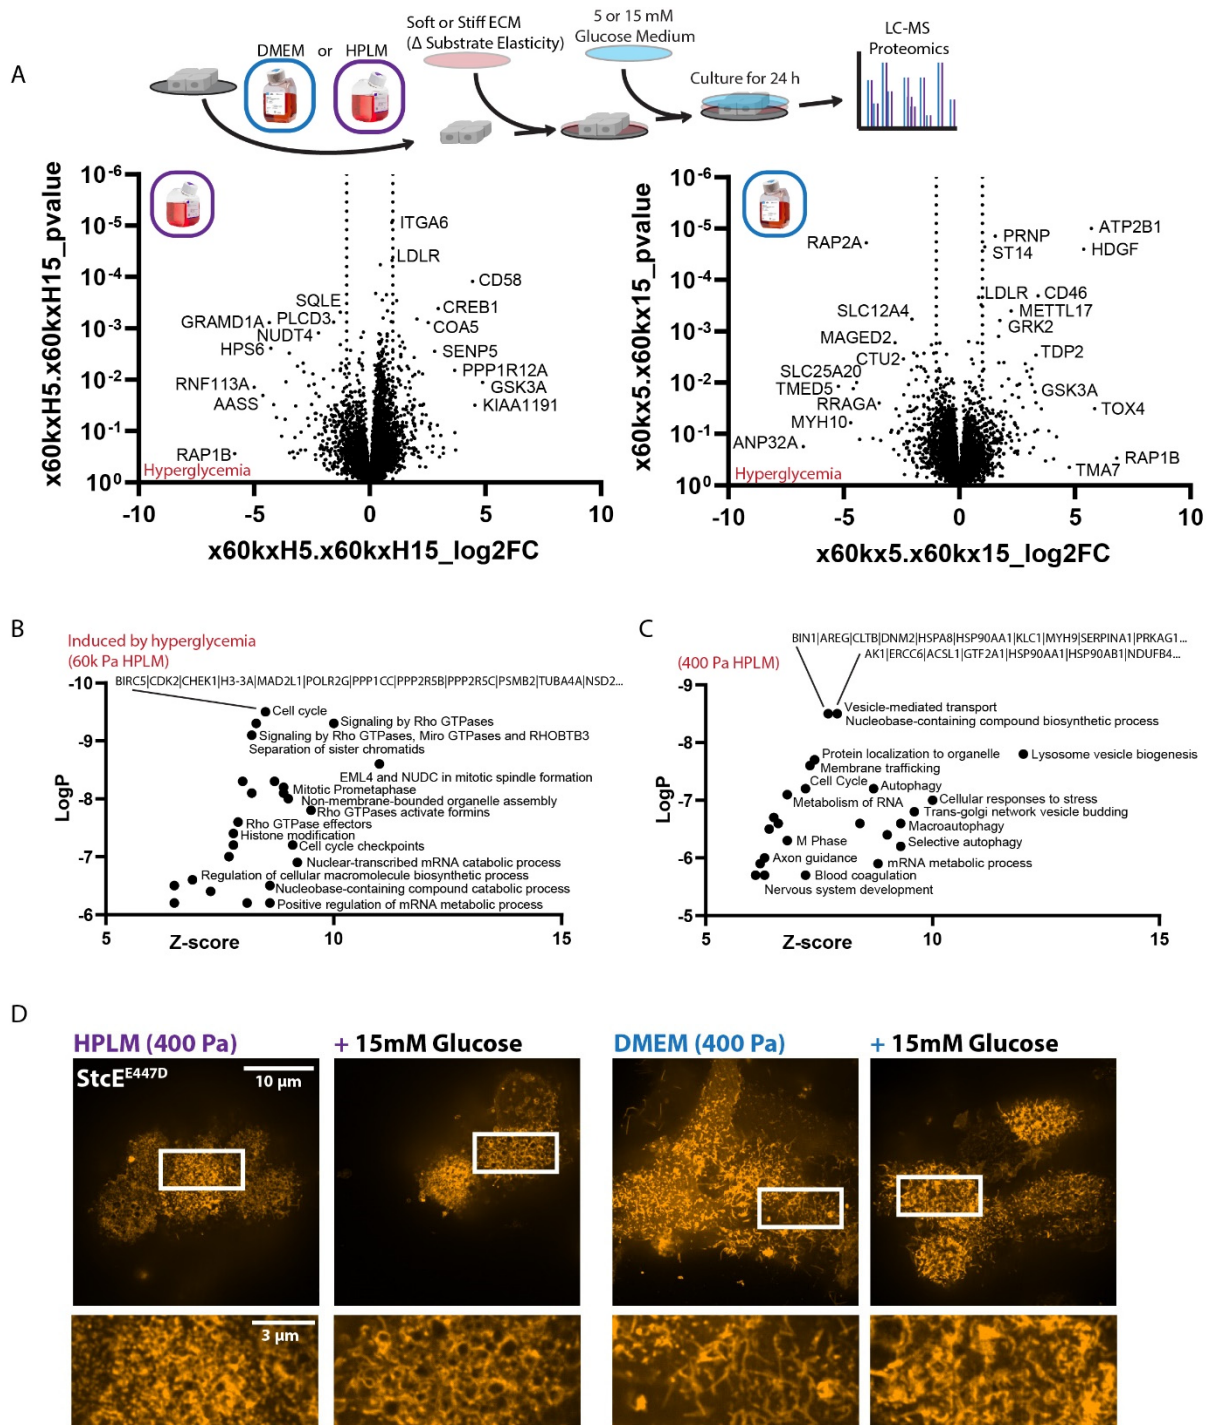 A
DMEM or HPLM
Soft or Stiff ECM
(Δ Substrate Elasticity)
5 or 15 mM
Glucose Medium
Culture for 24 h
LC-MS
Proteomics
x60kxH5.x60kxH15_pvalue
10-6
10-5
10-4
10-3
10-2
10-1
100
ITGA6
LDLR
CD58
SQLE
CREB1
GRAMD1A
PLCD3
COA5
NUDT4
HPS6
SENP5
PPP1R12A
RNF113A
GSK3A
AASS
KIAA1191
RAP1B
Hyperglycemia
-10 -5 0 5 10
x60kxH5.x60kxH15_log2FC
x60kx5.x60kx15_pvalue
10-6
10-5
10-4
10-3
10-2
10-1
100
ATP2B1
RAP2A
PRNP
HDGF
ST14
LDLR
CD46
SLC12A4
METTL17
GRK2
MAGED2
CTU2
TDP2
SLC25A20
TMED5
GSK3A
RRAGA
TOX4
MYH10
ANP32A
RAP1B
TMA7
Hyperglycemia
-10 -5 0 5 10
x60kx5.x60kx15_log2FC
B
Induced by hyperglycemia
(60k Pa HPLM)
BIRC5|CDK2|CHEK1|H3-3A|MAD2L1|POLR2G|PPP1CC|PPP2R5B|PPP2R5C|PSMB2|TUBA4A|NSD2...
LogP
-10
-9
-8
-7
-6
Cell cycle
Signaling by Rho GTPases
Signaling by Rho GTPases, Miro GTPases and RHOBTB3
Separation of sister chromatids
EML4 and NUDC in mitotic spindle formation
Mitotic Prometaphase
Non-membrane-bounded organelle assembly
Rho GTPases activate formins
Rho GTPase effectors
Histone modification
Cell cycle checkpoints
Nuclear-transcribed mRNA catabolic process
Regulation of cellular macromolecule biosynthetic process
Nucleobase-containing compound catabolic process
Positive regulation of mRNA metabolic process
5 10 15
Z-score
C
(400 Pa HPLM)
BIN1|AREG|CLTB|DNM2|HSPA8|HSP90AA1|KLC1|MYH9|SERPINA1|PRKAG1...
AK1|ERCC6|ACSL1|GTF2A1|HSP90AA1|HSP90AB1|NDUFB4...
LogP
-9
-8
-7
-6
-5
Vesicle-mediated transport
Nucleobase-containing compound biosynthetic process
Protein localization to organelle
Lysosome vesicle biogenesis
Membrane trafficking
Cell Cycle
Autophagy
Metabolism of RNA
Cellular responses to stress
Trans-golgi network vesicle budding
Macroautophagy
M Phase
Selective autophagy
Axon guidance
mRNA metabolic process
Blood coagulation
Nervous system development
5 10 15
Z-score
D
HPLM (400 Pa)
+ 15mM Glucose
DMEM (400 Pa)
+ 15mM Glucose
StcEE447D
10 µm
3 µm